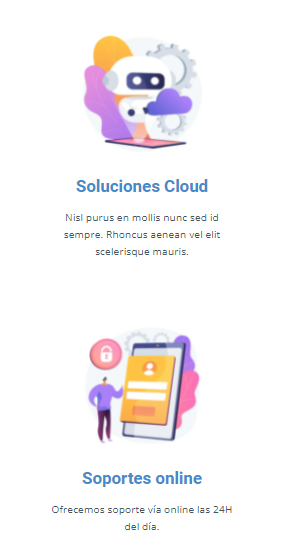 Soluciones Cloud
Nisl purus en mollis nunc sed id
sempre. Rhoncus aenean vel elit
scelerisque mauris.
Soportes online
Ofrecemos soporte vía online las 24H
del día.